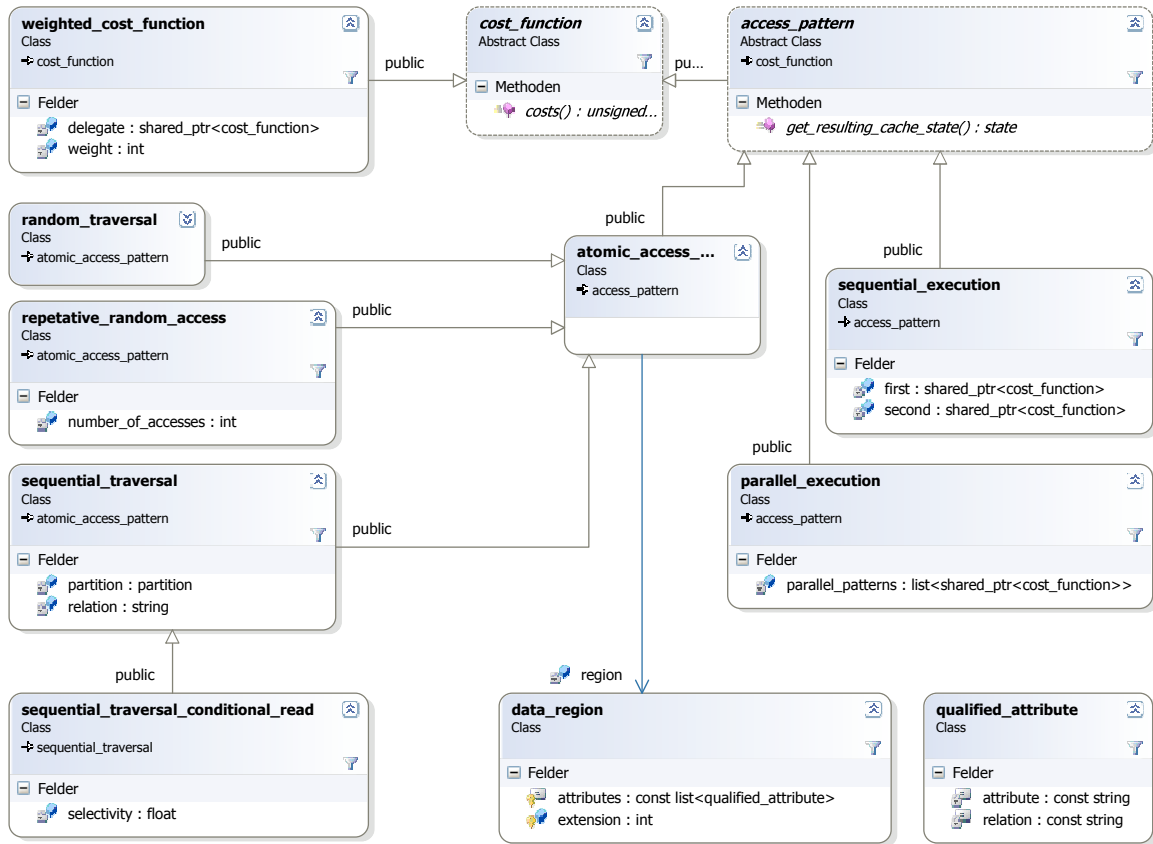 weighted_cost_function
Class
cost_function
Felder
delegate : shared_ptr<cost_function>
weight : int
public
cost_function
Abstract Class
Methoden
costs() : unsigned...
pu...
access_pattern
Abstract Class
cost_function
Methoden
get_resulting_cache_state() : state
random_traversal
Class
atomic_access_pattern
public
public
atomic_access_...
Class
access_pattern
public
sequential_execution
Class
access_pattern
Felder
first : shared_ptr<cost_function>
second : shared_ptr<cost_function>
repetative_random_access
Class
atomic_access_pattern
Felder
number_of_accesses : int
public
sequential_traversal
Class
atomic_access_pattern
Felder
partition : partition
relation : string
public
public
parallel_execution
Class
access_pattern
Felder
parallel_patterns : list<shared_ptr<cost_function>>
public
sequential_traversal_conditional_read
Class
sequential_traversal
Felder
selectivity : float
region
data_region
Class
Felder
attributes : const list<qualified_attribute>
extension : int
qualified_attribute
Class
Felder
attribute : const string
relation : const string